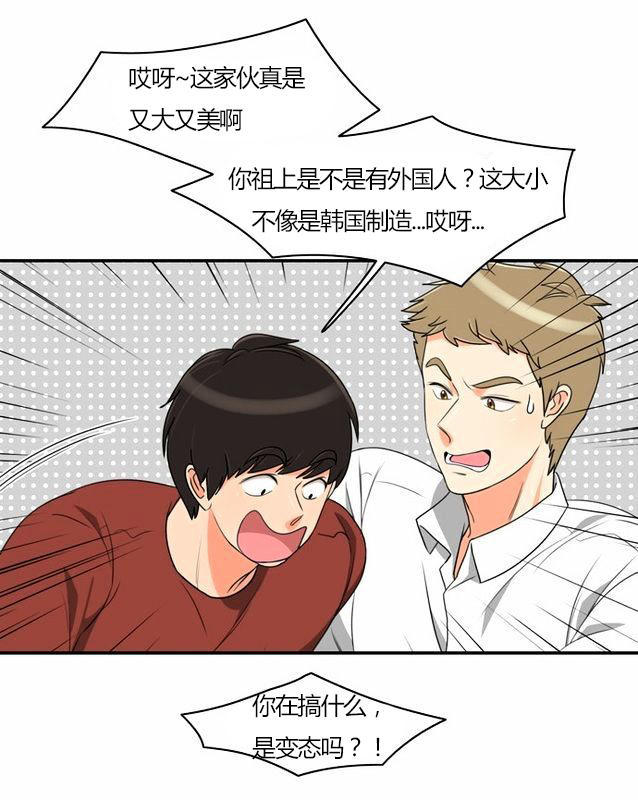 哎呀~这家伙真是
又大又美啊
你祖上是不是有外国人？这大小
不像是韩国制造...哎呀...
你在搞什么，
是变态吗？！